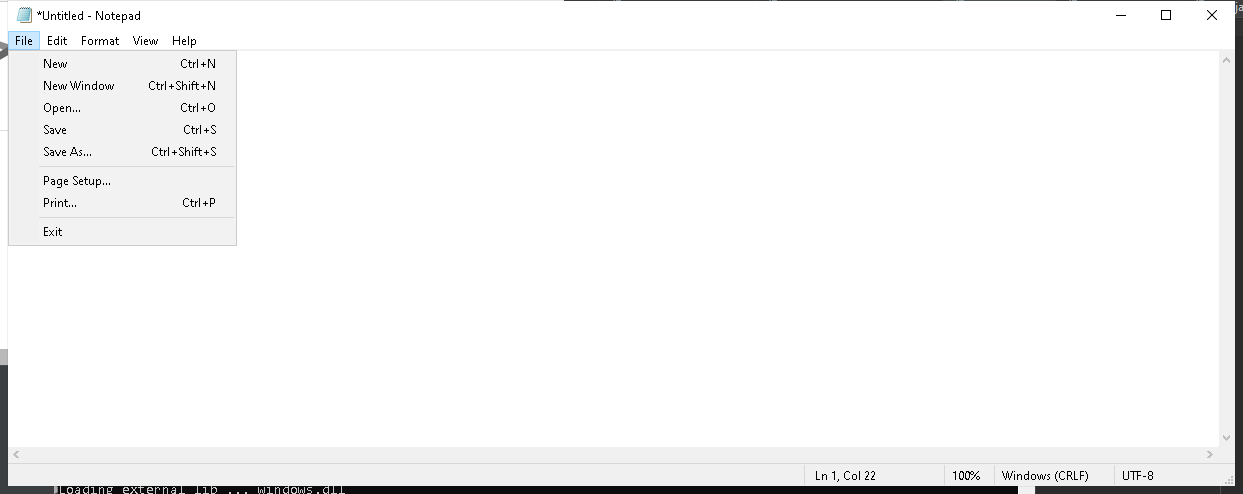 *Untitled - Notepad
File Edit Format View Help
New Ctrl+N
New Window Ctrl+Shift+N
Open... Ctrl+O
Save Ctrl+S
Save As... Ctrl+Shift+S
Page Setup...
Print... Ctrl+P
Exit
Ln 1, Col 22 100% Windows (CRLF) UTF-8
Loading external lib ... windows.dll